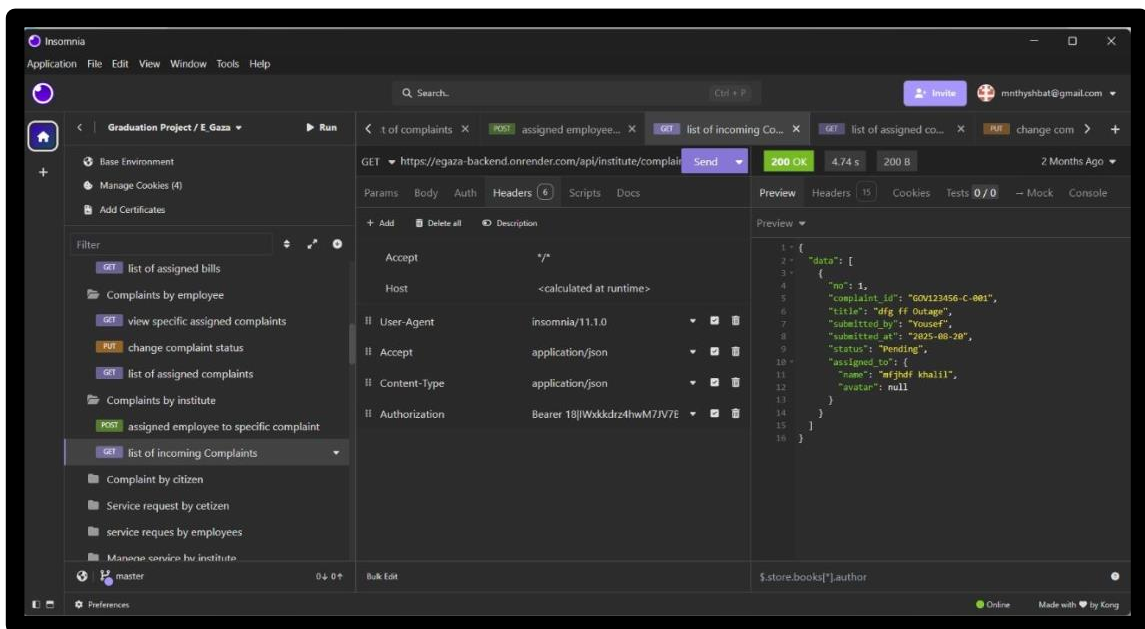 Insomnia
Application File Edit View Window Tools Help
Search.. Ctrl + P Invite mnthyshbat@gmail.com
Graduation Project / E_Gaza Run
Base Environment
Manage Cookies (4)
Add Certificates
Filter
GET list of assigned bills
Complaints by employee
GET view specific assigned complaints
PUT change complaint status
GET list of assigned complaints
Complaints by institute
POST assigned employee to specific complaint
GET list of incoming Complaints
Complaint by citizen
Service request by cetizen
service reques by employees
Manege service by institute
master 0 0
Preferences
t of complaints POST assigned employee... GET list of incoming Co... GET list of assigned co... PUT change com
GET https://egaza-backend.onrender.com/api/institute/complair Send
Params Body Auth Headers 6 Scripts Docs
+ Add Delete all Description
Accept */*
Host <calculated at runtime>
User-Agent insomnia/11.1.0
Accept application/json
Content-Type application/json
Authorization Bearer 18|IWxkkdrz4hwM7JV7E
Bulk Edit
200 OK 4.74 s 200 B 2 Months Ago
Preview Headers 15 Cookies Tests 0 / 0 → Mock Console
Preview
1 {
2 "data": [
3 {
4 "no": 1,
5 "complaint_id": "GOV123456-C-001",
6 "title": "dfg ff Outage",
7 "submitted_by": "Yousef",
8 "submitted_at": "2025-08-20",
9 "status": "Pending",
10 "assigned_to": {
11 "name": "mfjhdf khalil",
12 "avatar": null
13 }
14 }
15 ]
16 }
$.store.books[*].author
Online Made with ♥ by Kong